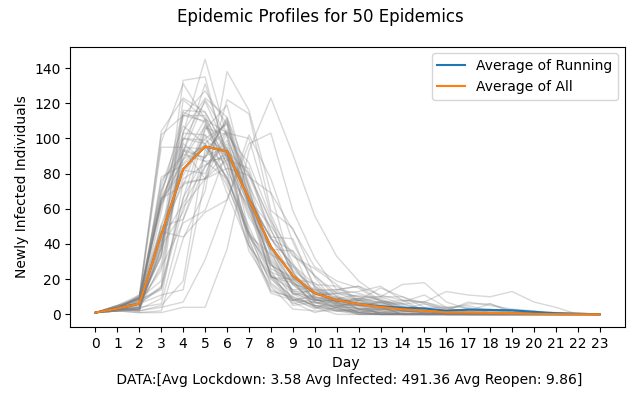 Epidemic Profiles for 50 Epidemics
Average of Running
Average of All
Newly Infected Individuals
140
120
100
80
60
40
20
0
0 1 2 3 4 5 6 7 8 9 10 11 12 13 14 15 16 17 18 19 20 21 22 23
Day
DATA:[Avg Lockdown: 3.58 Avg Infected: 491.36 Avg Reopen: 9.86]